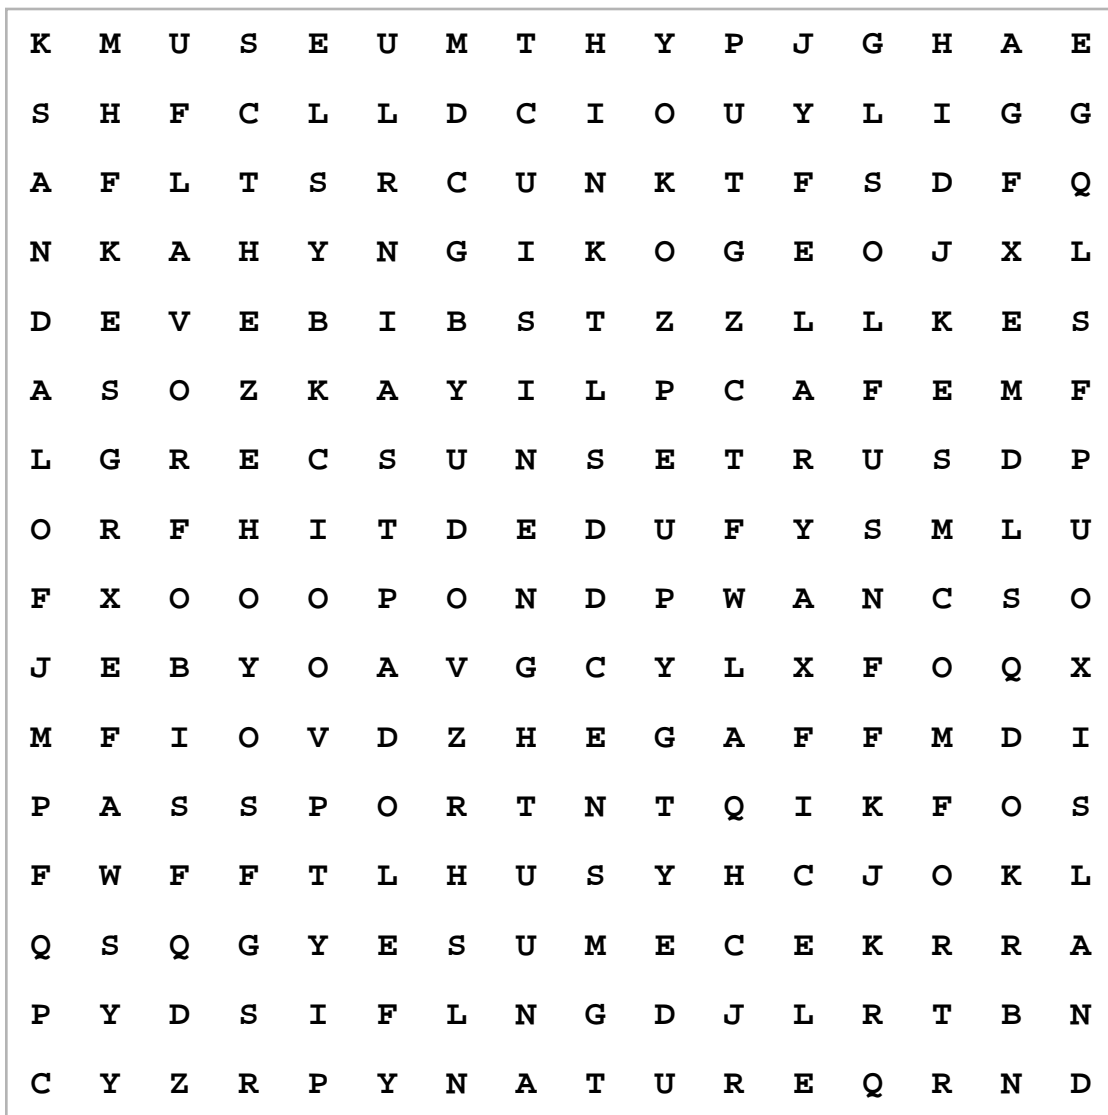 K M U S E U M T H Y P J G H A E
S H F C L L D C I O U Y L I G G
A F L T S R C U N K T F S D F Q
N K A H Y N G I K O G E O J X L
D E V E B I B S T Z Z L L K E S
A S O Z K A Y I L P C A F E M F
L G R E C S U N S E T R U S D P
O R F H I T D E D U F Y S M L U
F X O O O P O N D P W A N C S O
J E B Y O A V G C Y L X F O Q X
M F I O V D Z H E G A F F M D I
P A S S P O R T N T Q I K F O S
F W F F T L H U S Y H C J O K L
Q S Q G Y E S U M E C E K R R A
P Y D S I F L N G D J L R T B N
C Y Z R P Y N A T U R E Q R N D